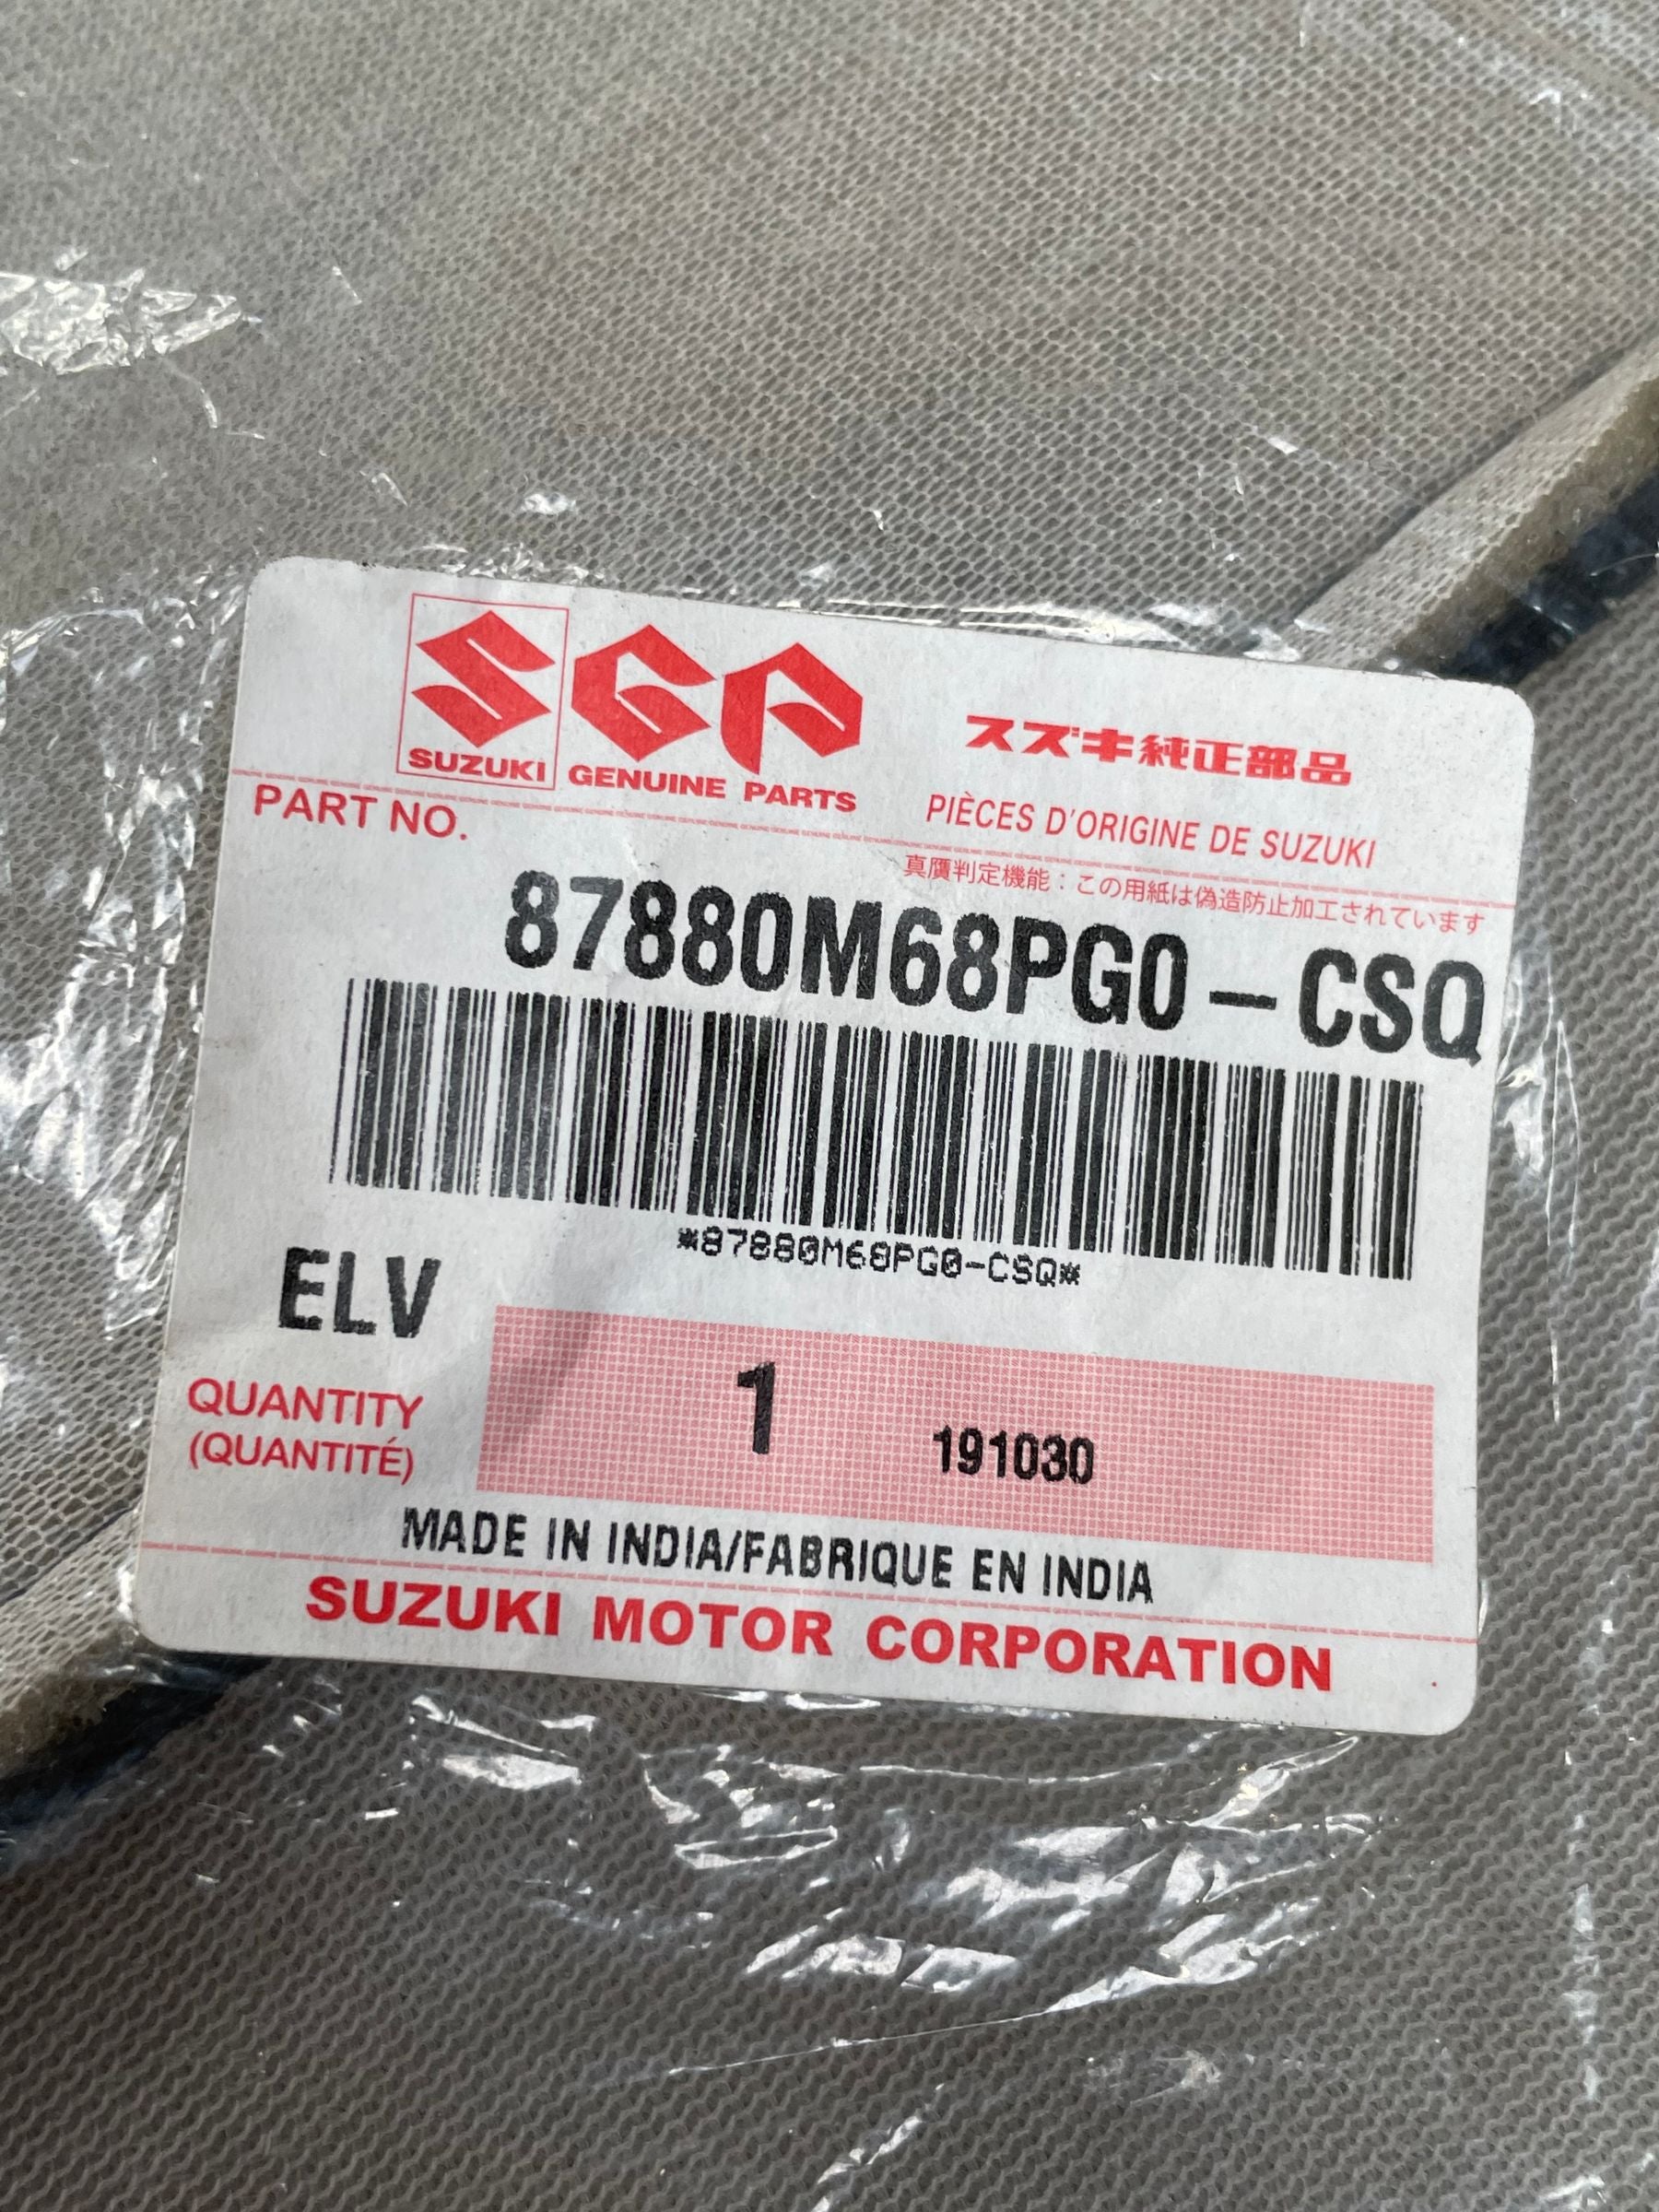 SUZUKI
SGP
GENUINE PARTS
スズキ純正部品
PIÈCES D'ORIGINE DE SUZUKI
PART NO.
真贋判定機能：この用紙は偽造防止加工されています
87880M68PG0-CSQ
*87880M68PG0-CSQ*
ELV
QUANTITY
(QUANTITÉ)
1 191030
MADE IN INDIA/FABRIQUE EN INDIA
SUZUKI MOTOR CORPORATION